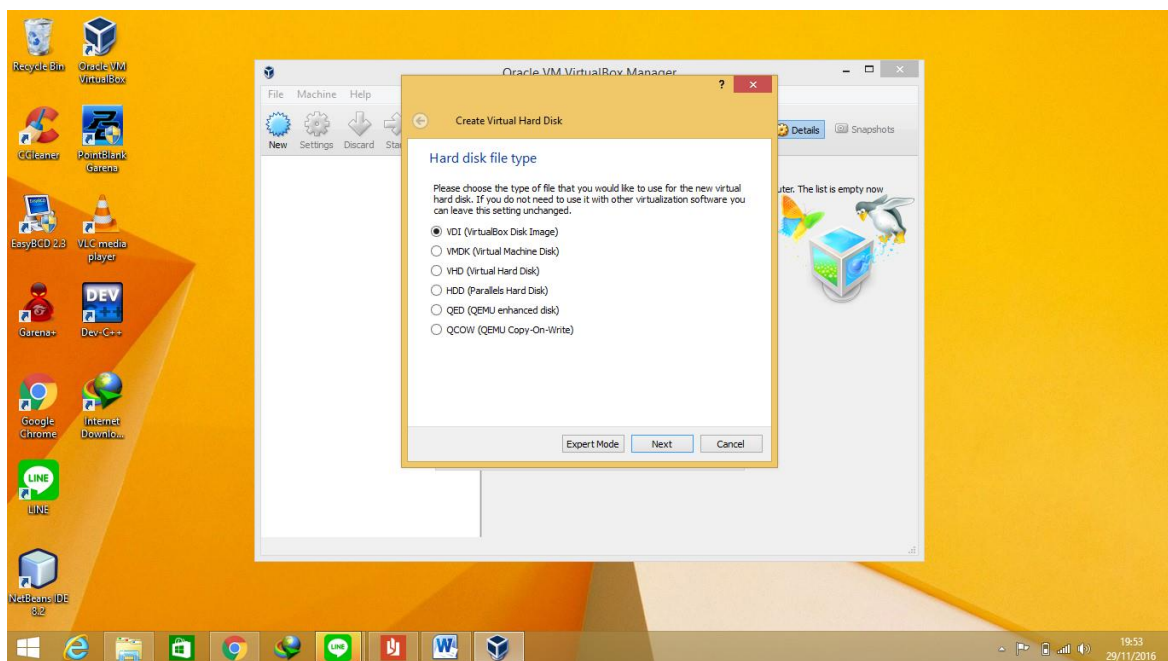 Recycle Bin
Oracle VM
VirtualBox
CCleaner
PointBlank
Garena
EasyBCD 2.3
VLC media
player
Garena+
Dev-C++
Google
Chrome
Internet
Downlo...
LINE
NetBeans IDE
8.2
Oracle VM VirtualBox Manager
File Machine Help
New Settings Discard
Details Snapshots
uter. The list is empty now
Create Virtual Hard Disk
Hard disk file type
Please choose the type of file that you would like to use for the new virtual
hard disk. If you do not need to use it with other virtualization software you
can leave this setting unchanged.
VDI (VirtualBox Disk Image)
VMDK (Virtual Machine Disk)
VHD (Virtual Hard Disk)
HDD (Parallels Hard Disk)
QED (QEMU enhanced disk)
QCOW (QEMU Copy-On-Write)
Expert Mode Next Cancel
19:53
29/11/2016